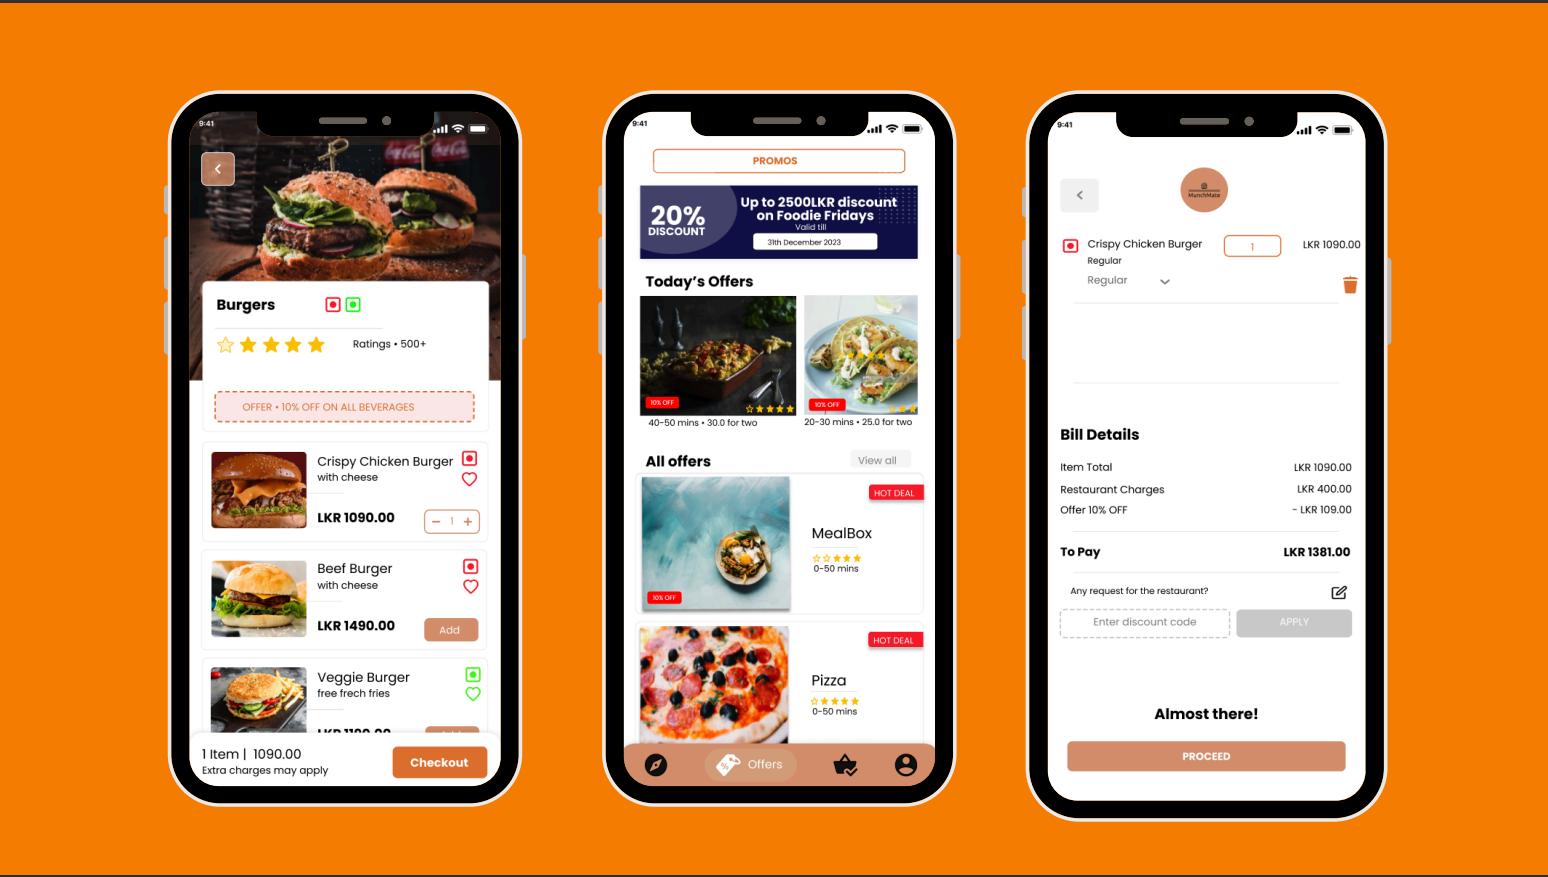 9:41
Burgers
Ratings • 500+
OFFER • 10% OFF ON ALL BEVERAGES
Crispy Chicken Burger
with cheese
LKR 1090.00
− 1 +
Beef Burger
with cheese
LKR 1490.00
Add
Veggie Burger
free frech fries
1 Item | 1090.00
Extra charges may apply
Checkout
9:41
PROMOS
20%
DISCOUNT
Up to 2500LKR discount
on Foodie Fridays
Valid till
31th December 2023
Today's Offers
10% OFF
10% OFF
40-50 mins • 30.0 for two
20-30 mins • 25.0 for two
All offers
View all
HOT DEAL
MealBox
0-50 mins
10% OFF
HOT DEAL
Pizza
0-50 mins
Offers
9:41
MunchMate
Crispy Chicken Burger
1
LKR 1090.00
Regular
Regular
Bill Details
Item Total
LKR 1090.00
Restaurant Charges
LKR 400.00
Offer 10% OFF
- LKR 109.00
To Pay
LKR 1381.00
Any request for the restaurant?
Enter discount code
APPLY
Almost there!
PROCEED